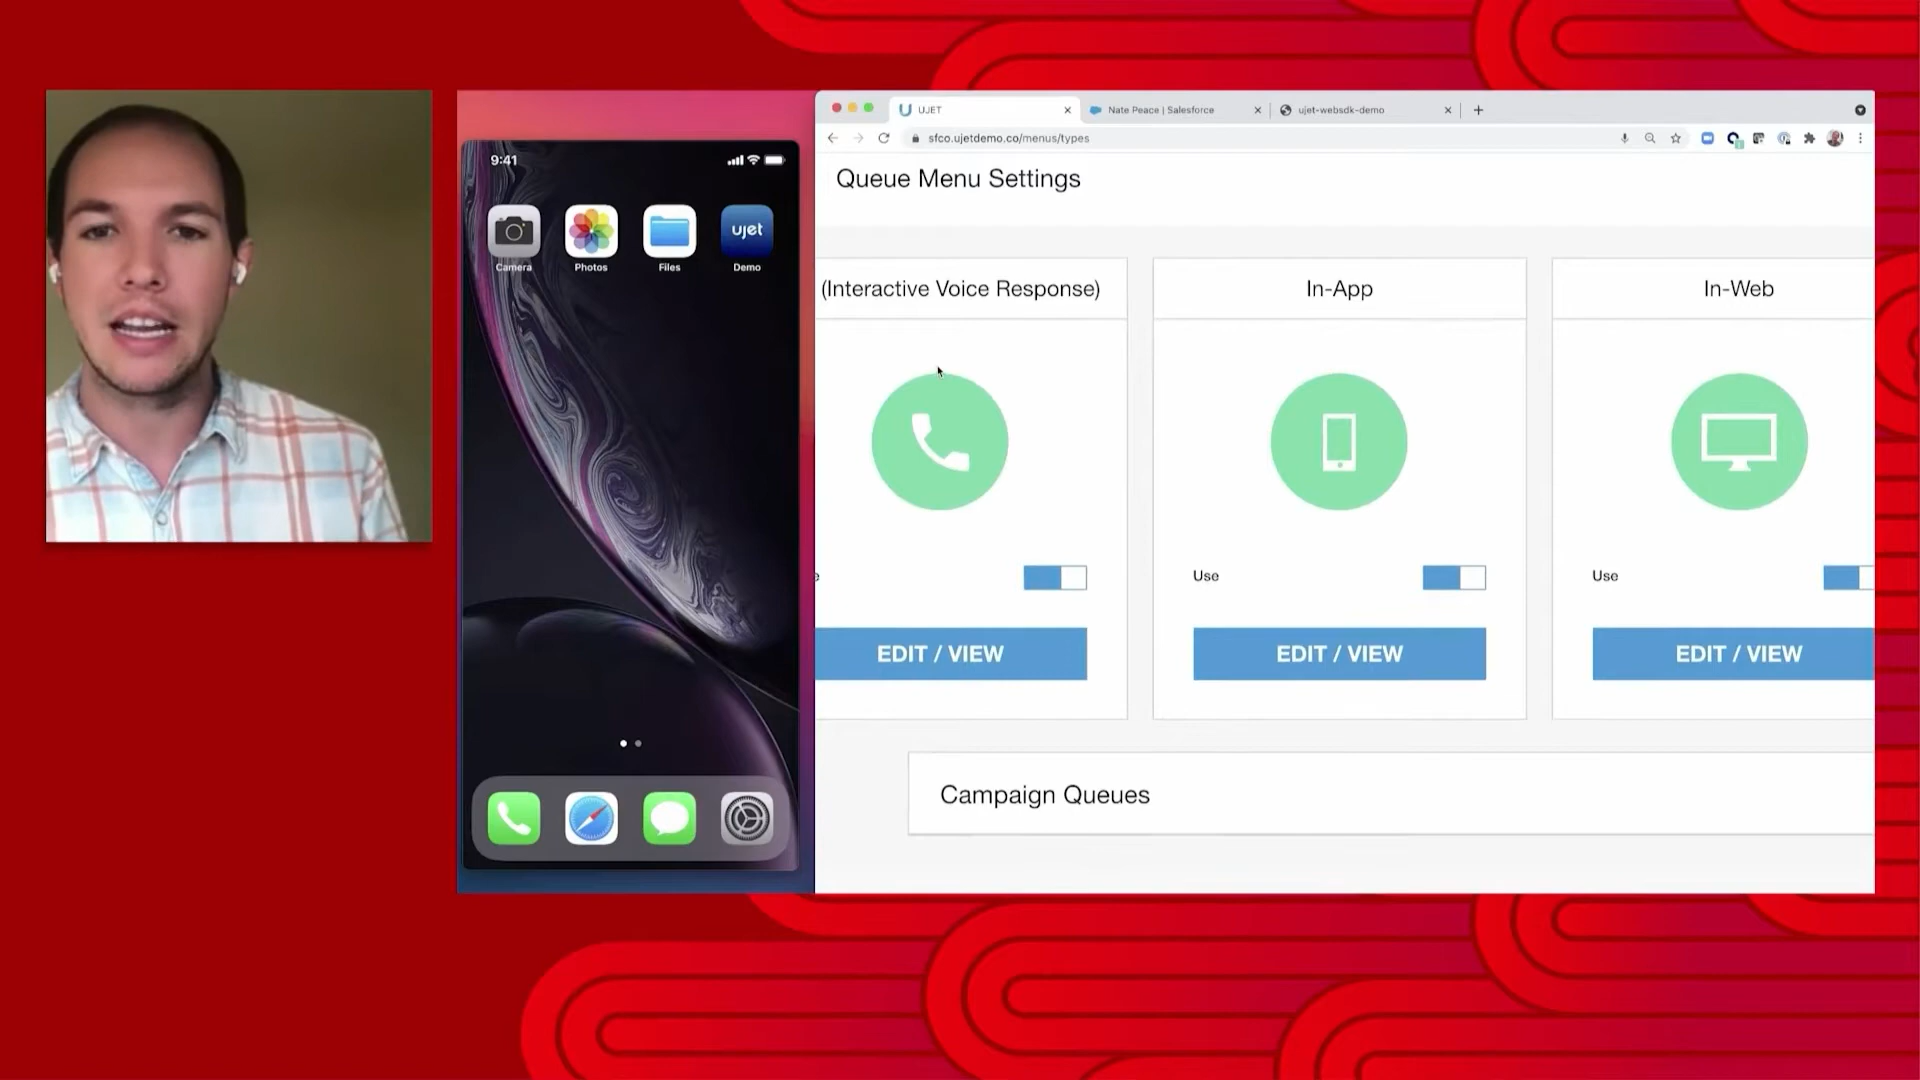 9:41
ujet
Camera
Photos
Files
Demo
UJET
Nate Peace | Salesforce
ujet-websdk-demo
sfco.ujetdemo.co/menus/types
Queue Menu Settings
(Interactive Voice Response)
In-App
In-Web
e
Use
Use
EDIT / VIEW
EDIT / VIEW
EDIT / VIEW
Campaign Queues